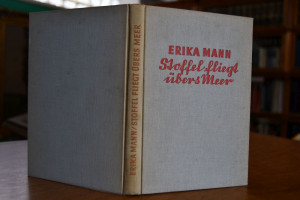 ERIKA MANN
Stoffel fliegt
übers Meer
ERIKA MANN / STOFFEL FLIEGT ÜBERS MEER